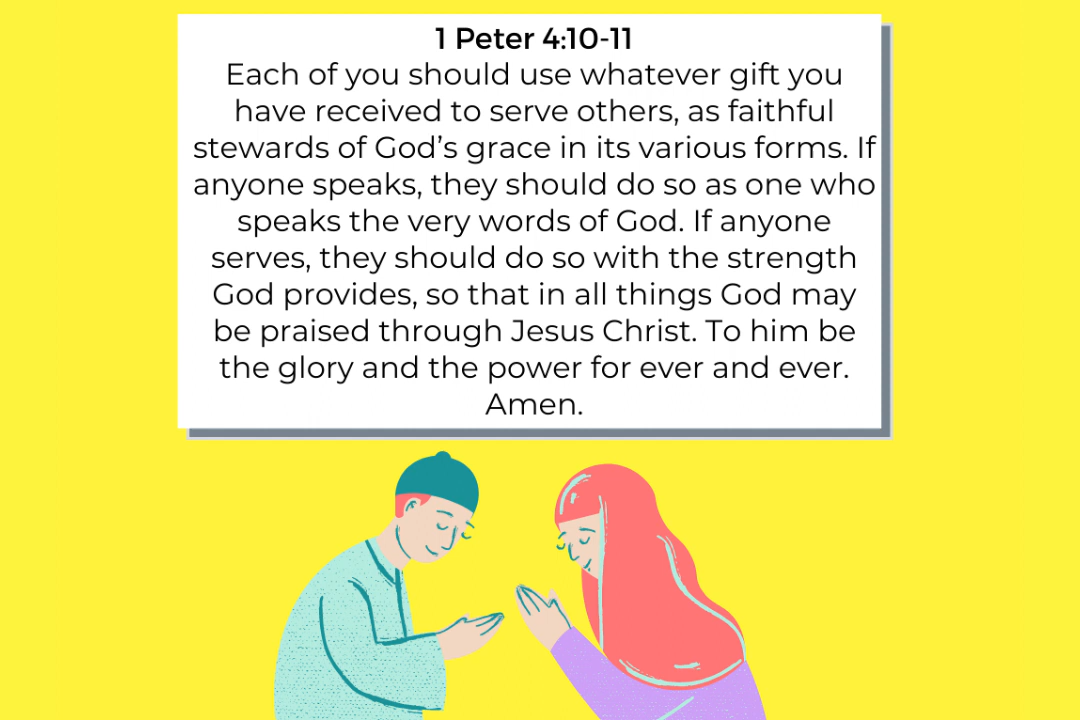 1 Peter 4:10-11
Each of you should use whatever gift you
have received to serve others, as faithful
stewards of God’s grace in its various forms. If
anyone speaks, they should do so as one who
speaks the very words of God. If anyone
serves, they should do so with the strength
God provides, so that in all things God may
be praised through Jesus Christ. To him be
the glory and the power for ever and ever.
Amen.